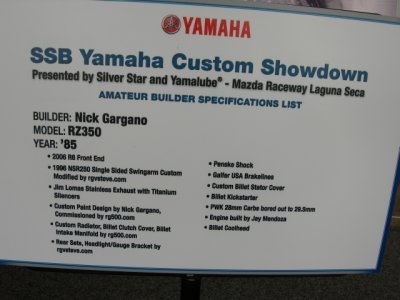 YAMAHA
SSB Yamaha Custom Showdown
Presented by Silver Star and Yamalube® - Mazda Raceway Laguna Seca
AMATEUR BUILDER SPECIFICATIONS LIST
BUILDER: Nick Gargano
MODEL: RZ350
YEAR: '85
• 2006 R6 Front End
• 1996 NSR250 Single Sided Swingarm Custom
Modified by rgvsteve.com
• Jim Lomas Stainless Exhaust with Titanium
Silencers
• Custom Paint Design by Nick Gargano,
Commissioned by rg500.com
• Custom Radiator, Billet Clutch Cover, Billet
Intake Manifold by rg500.com
• Rear Sets, Headlight/Gauge Bracket by
rgvsteve.com
• Penske Shock
• Galfer USA Brakelines
• Custom Billet Stator Cover
• Billet Kickstarter
• PWK 28mm Carbs bored out to 29.5mm
• Engine built by Jay Mendoza
• Billet Coolhead